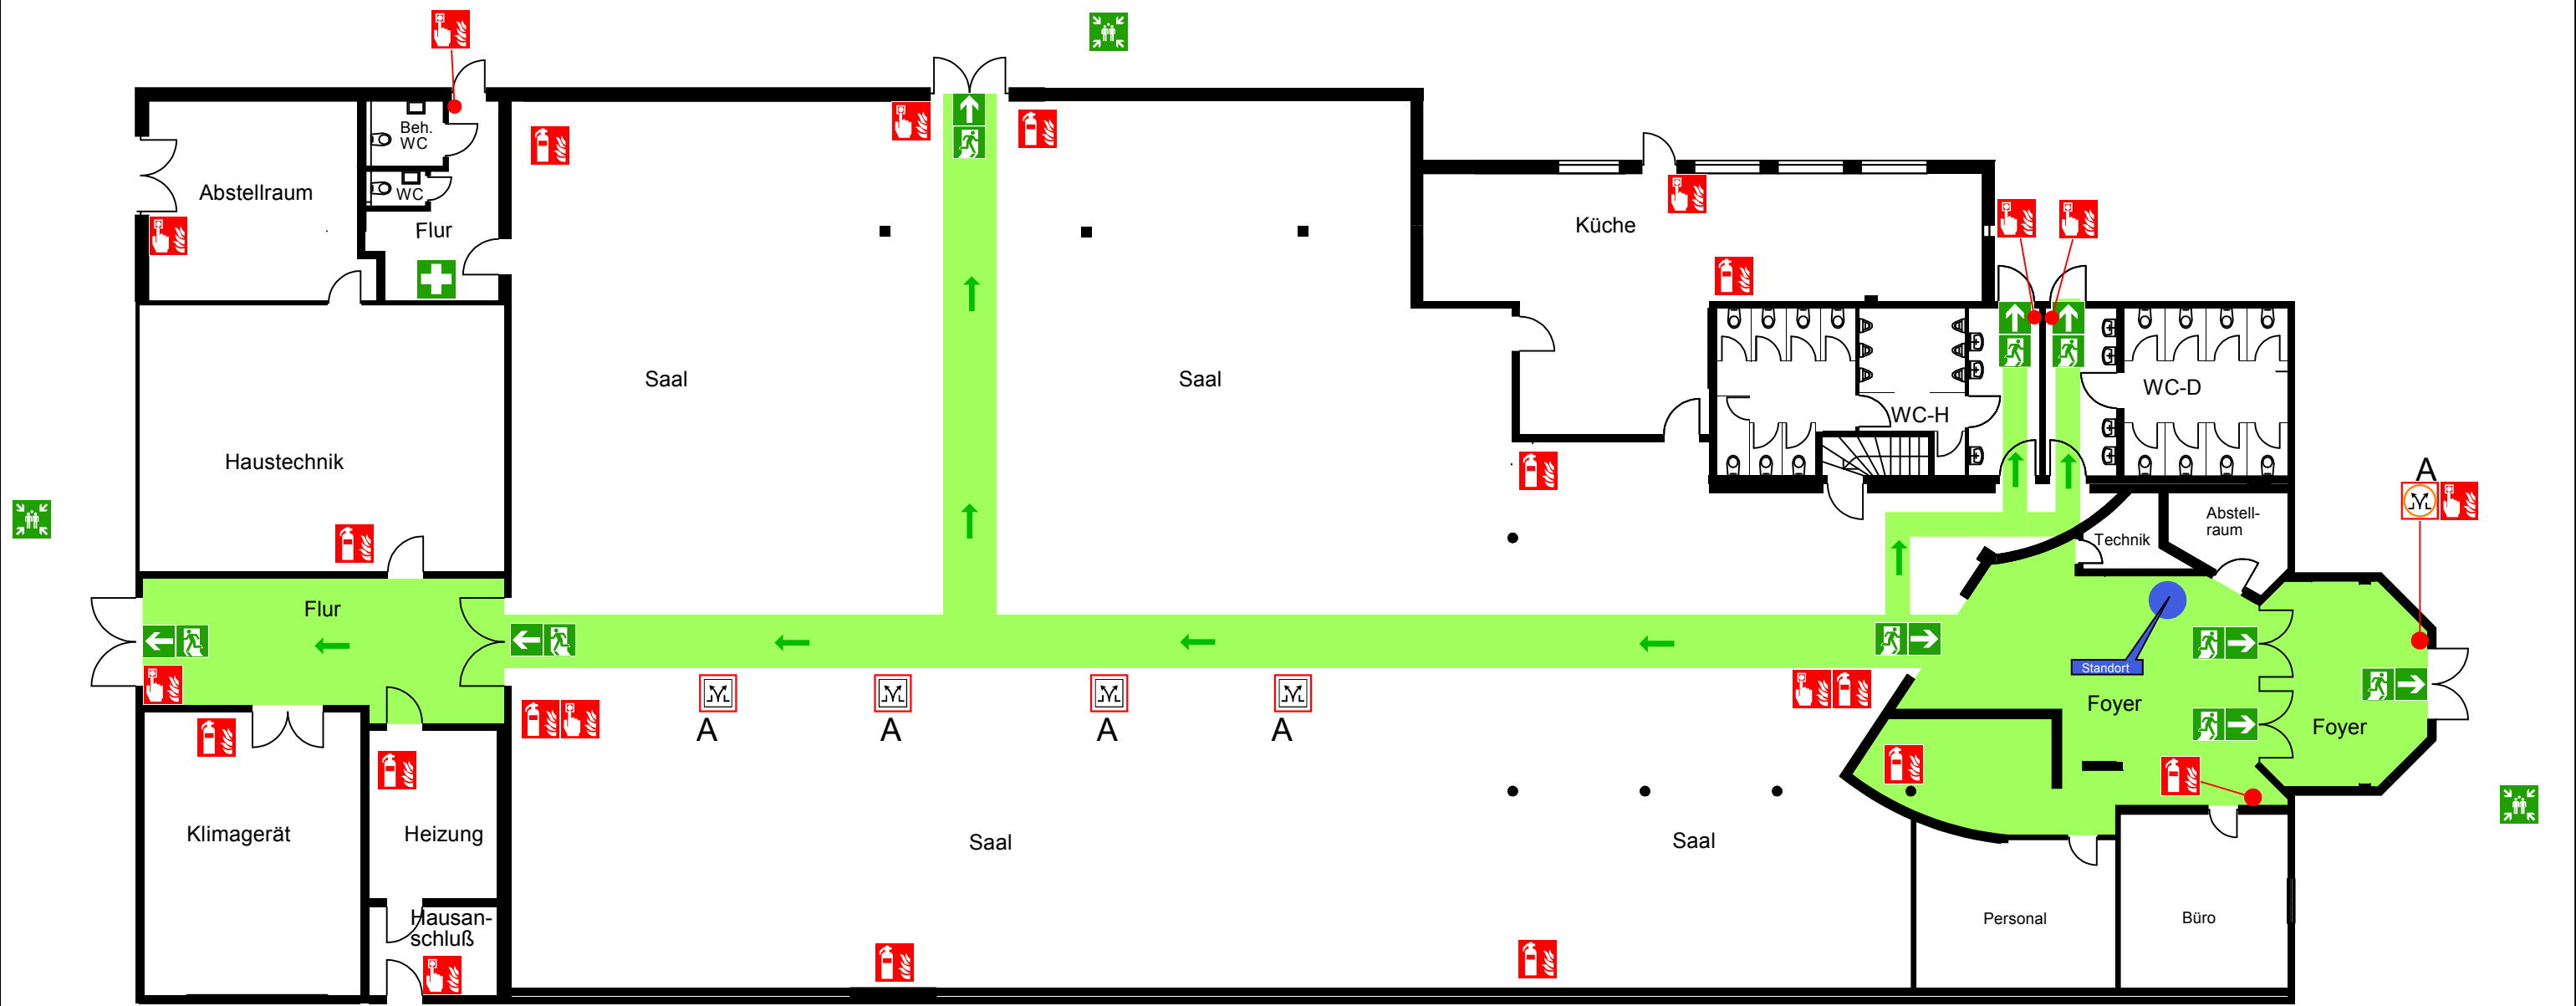 Beh.
WC
Abstellraum
WC
Flur
Küche
Saal
Saal
WC-D
WC-H
Haustechnik
A
Abstell-
raum
Technik
Flur
Standort
Foyer
Foyer
A
A
A
A
Klimagerät
Heizung
Saal
Saal
Hausan-
schluß
Personal
Büro